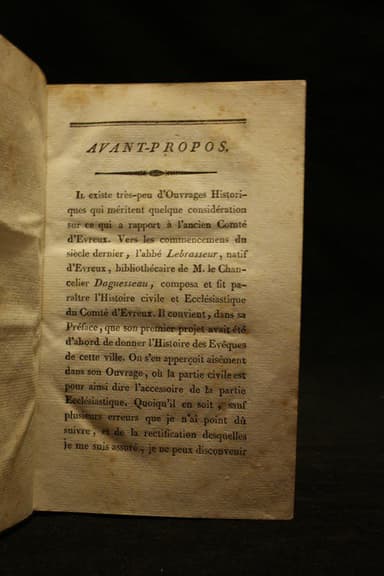 AVANT-PROPOS.
IL existe très-peu d'Ouvrages Histori-
ques qui méritent quelque considération
sur ce qui a rapport à l'ancien Comté
d'Evreux. Vers les commencemens du
siècle dernier, l'abbé Lebrasseur, natif
d'Evreux, bibliothécaire de M. le Chan-
celier Daguesseau, composa et fit pa-
raître l'Histoire civile et Ecclésiastique
du Comté d'Evreux. Il convient, dans sa
Préface, que son premier projet avait été
d'abord de donner l'Histoire des Evêques
de cette ville. On s'en apperçoit aisément
dans son Ouvrage, où la partie civile est
pour ainsi dire l'accessoire de la partie
Ecclésiastique. Quoiqu'il en soit, sauf
plusieurs erreurs que je n'ai point dû
suivre, et de la rectification desquelles
je me suis assuré, je ne peux disconvenir